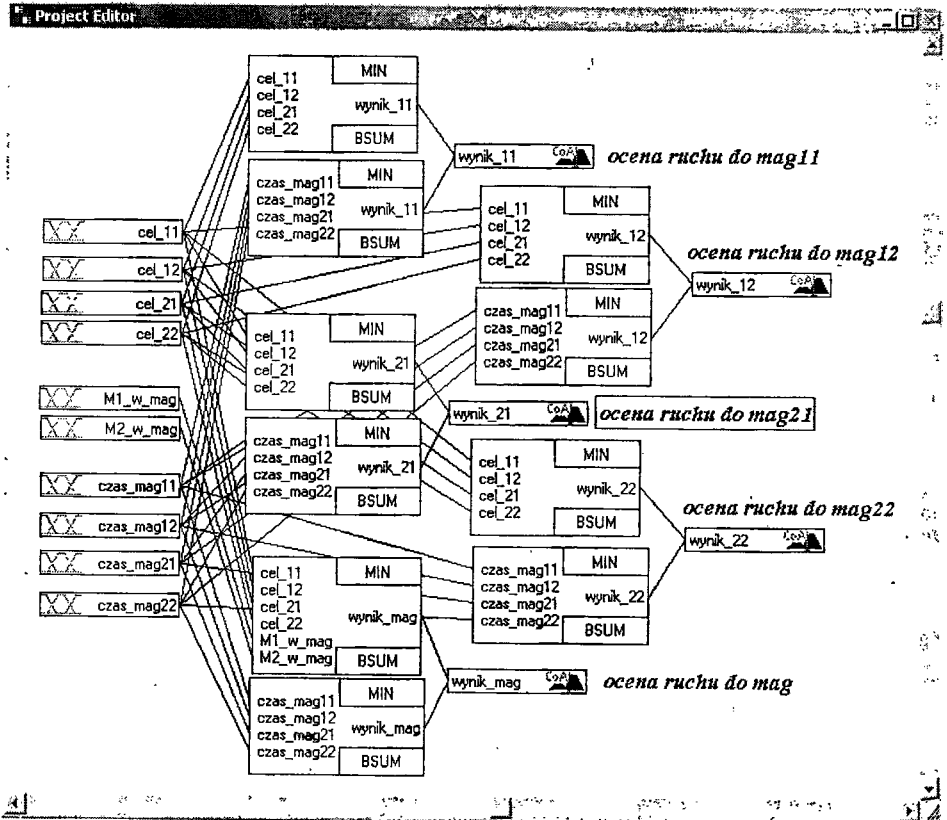 Project Editor
cel_11
cel_12
cel_21
cel_22
M1_w_mag
M2_w_mag
czas_mag11
czas_mag12
czas_mag21
czas_mag22
cel_11
cel_12
cel_21
cel_22
MIN
wynik_11
BSUM
czas_mag11
czas_mag12
czas_mag21
czas_mag22
MIN
wynik_11
BSUM
wynik_11 CoA
ocena ruchu do mag11
cel_11
cel_12
cel_21
cel_22
MIN
wynik_12
BSUM
czas_mag11
czas_mag12
czas_mag21
czas_mag22
MIN
wynik_12
BSUM
ocena ruchu do mag12
wynik_12 CoA
cel_11
cel_12
cel_21
cel_22
MIN
wynik_21
BSUM
czas_mag11
czas_mag12
czas_mag21
czas_mag22
MIN
wynik_21
BSUM
wynik_21 CoA
ocena ruchu do mag21
cel_11
cel_12
cel_21
cel_22
MIN
wynik_22
BSUM
czas_mag11
czas_mag12
czas_mag21
czas_mag22
MIN
wynik_22
BSUM
ocena ruchu do mag22
wynik_22 CoA
cel_11
cel_12
cel_21
cel_22
M1_w_mag
M2_w_mag
MIN
wynik_mag
BSUM
czas_mag11
czas_mag12
czas_mag21
czas_mag22
MIN
wynik_mag
BSUM
wynik_mag CoA
ocena ruchu do mag